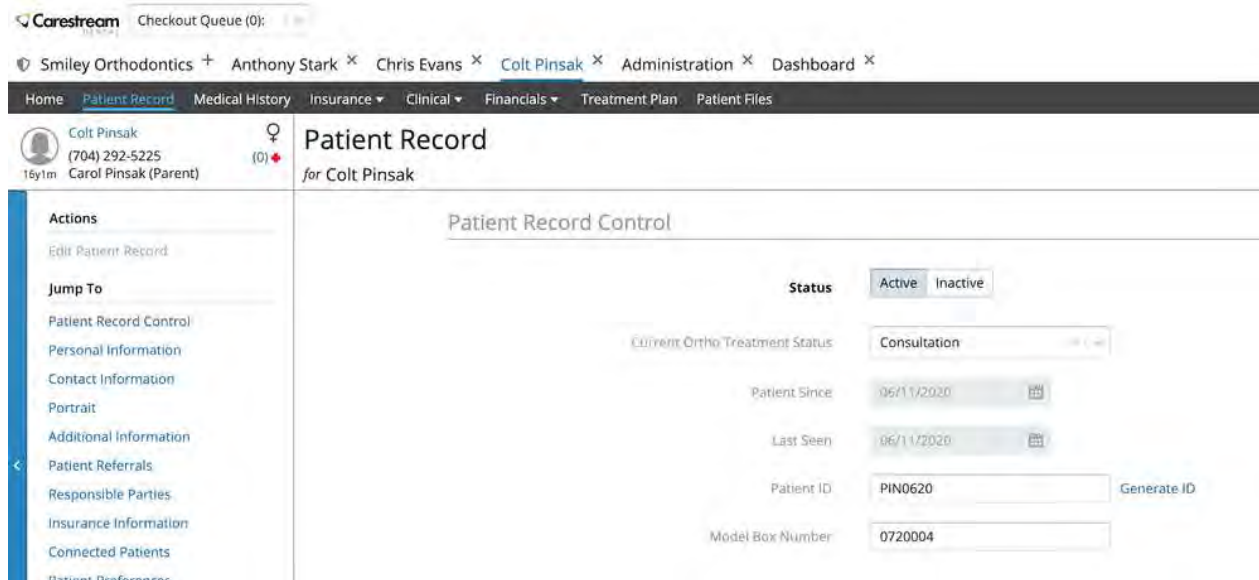 Carestream Checkout Queue (0):
DENTAL
Smiley Orthodontics + Anthony Stark × Chris Evans × Colt Pinsak × Administration × Dashboard ×
Home Patient Record Medical History Insurance Clinical Financials Treatment Plan Patient Files
Colt Pinsak
(704) 292-5225 (0)
16y1m Carol Pinsak (Parent)
Patient Record
for Colt Pinsak
Actions
Edit Patient Record
Jump To
Patient Record Control
Personal Information
Contact Information
Portrait
Additional Information
Patient Referrals
Responsible Parties
Insurance Information
Connected Patients
Patient Preferences
Patient Record Control
Status Active Inactive
Current Ortho Treatment Status Consultation
Patient Since 06/11/2020
Last Seen 06/11/2020
Patient ID PIN0620 Generate ID
Model Box Number 0720004